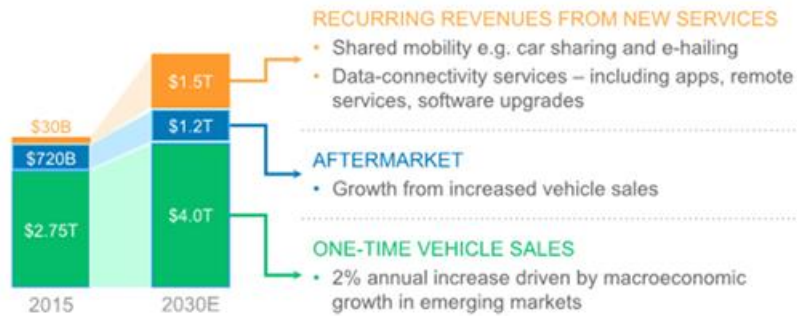 RECURRING REVENUES FROM NEW SERVICES
• Shared mobility e.g. car sharing and e-hailing
• Data-connectivity services – including apps, remote
services, software upgrades
AFTERMARKET
• Growth from increased vehicle sales
ONE-TIME VEHICLE SALES
• 2% annual increase driven by macroeconomic
growth in emerging markets
$30B
$720B
$2.75T
2015
$1.5T
$1.2T
$4.0T
2030E